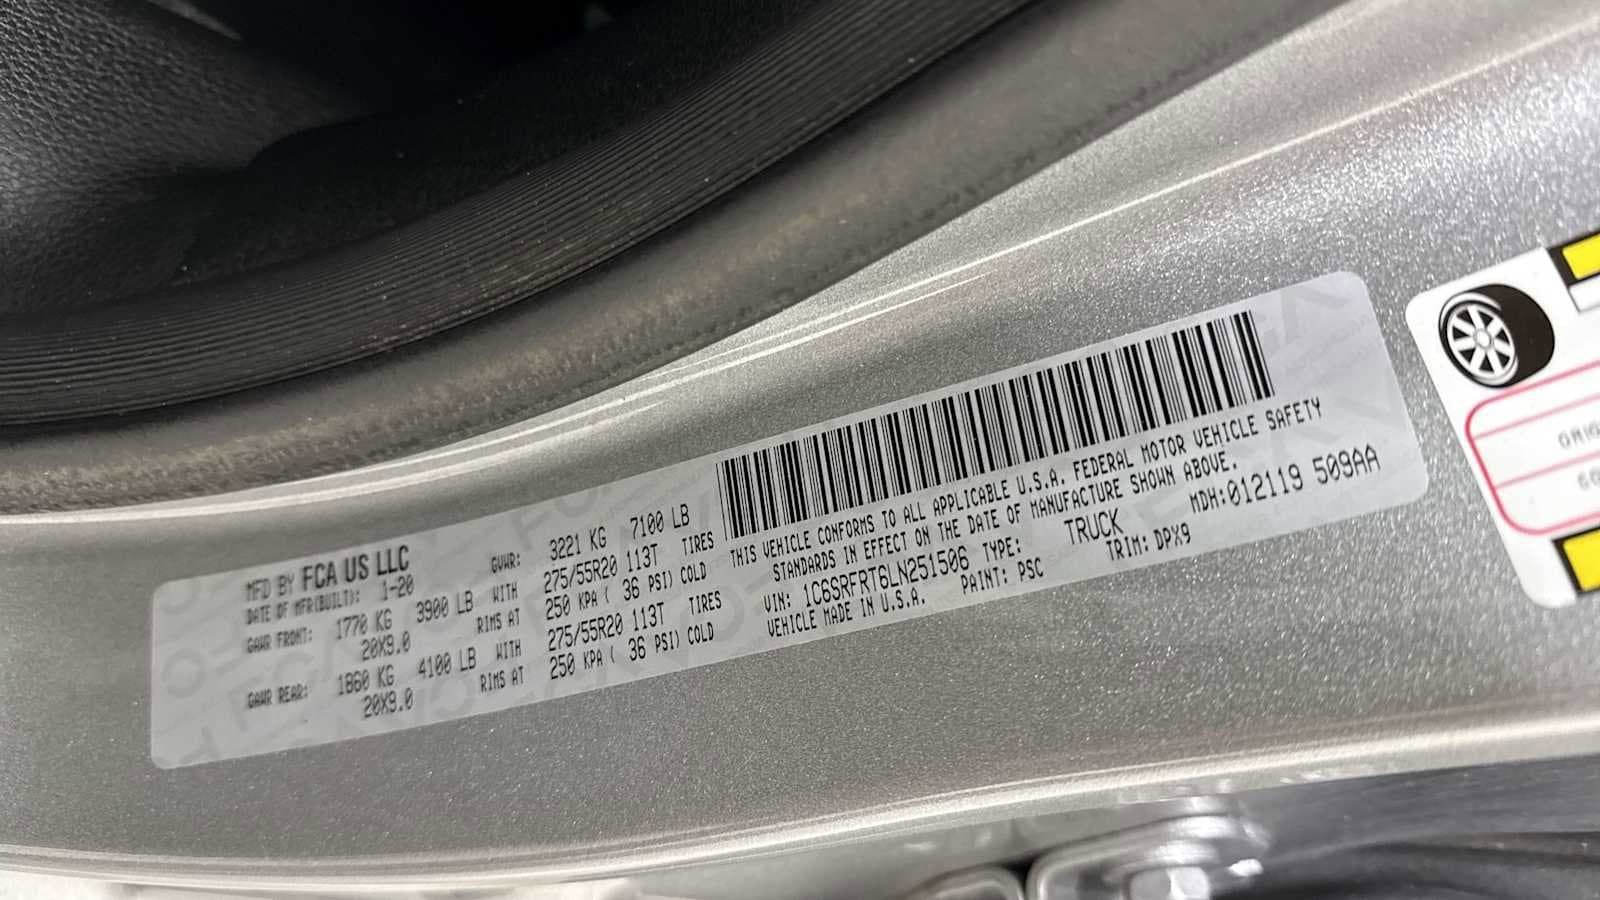 MFD BY FCA US LLC
DATE OF MFR(BUILT): 1-20
GVWR: 3221 KG 7100 LB
GAWR FRONT: 1770 KG 3900 LB WITH 275/55R20 113T TIRES
20X9.0 RIMS AT 250 KPA ( 36 PSI) COLD
GAWR REAR: 1860 KG 4100 LB WITH 275/55R20 113T TIRES
20X9.0 RIMS AT 250 KPA ( 36 PSI) COLD
THIS VEHICLE CONFORMS TO ALL APPLICABLE U.S.A. FEDERAL MOTOR VEHICLE SAFETY
STANDARDS IN EFFECT ON THE DATE OF MANUFACTURE SHOWN ABOVE.
MDH:012119 509AA
VIN: 1C6SRFRT6LN251506 TYPE: TRUCK
VEHICLE MADE IN U.S.A. PAINT: PSC TRIM: DPX9